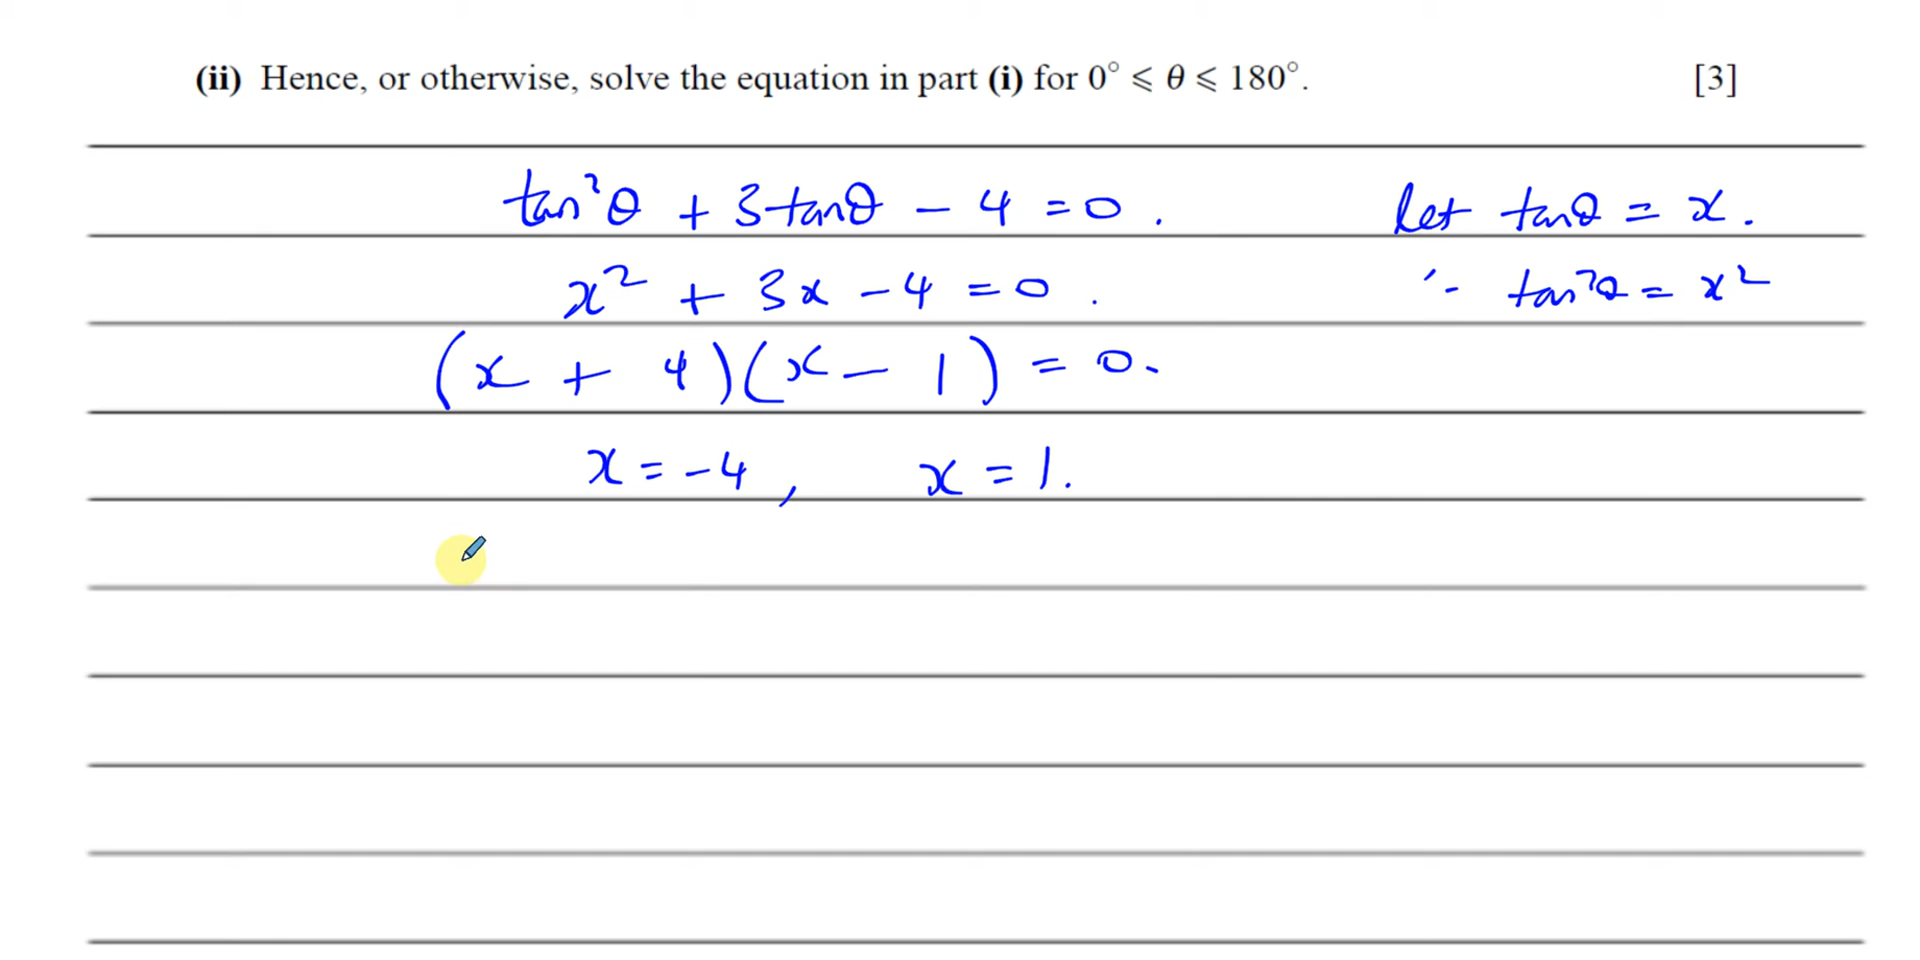 (ii) Hence, or otherwise, solve the equation in part (i) for 0° ⩽ θ ⩽ 180°. [3]
tan²θ + 3tanθ − 4 = 0. let tanθ = x.
x² + 3x − 4 = 0. ∴ tan²θ = x²
(x + 4)(x − 1) = 0.
x = −4, x = 1.